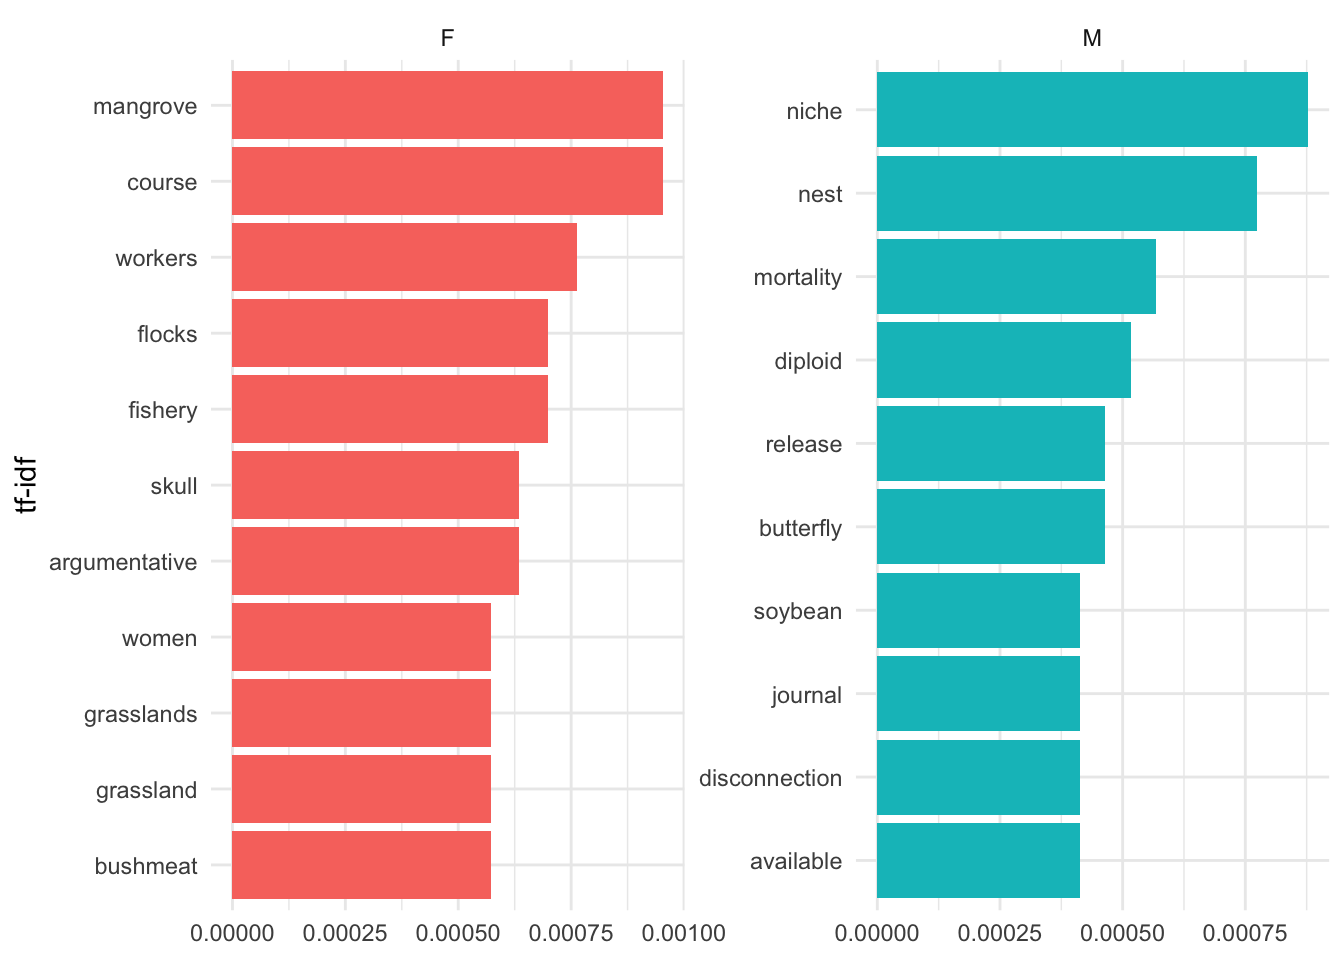 F
M
tf-idf
mangrove
course
workers
flocks
fishery
skull
argumentative
women
grasslands
grassland
bushmeat
0.00000 0.00025 0.00050 0.00075 0.00100
niche
nest
mortality
diploid
release
butterfly
soybean
journal
disconnection
available
0.00000 0.00025 0.00050 0.00075